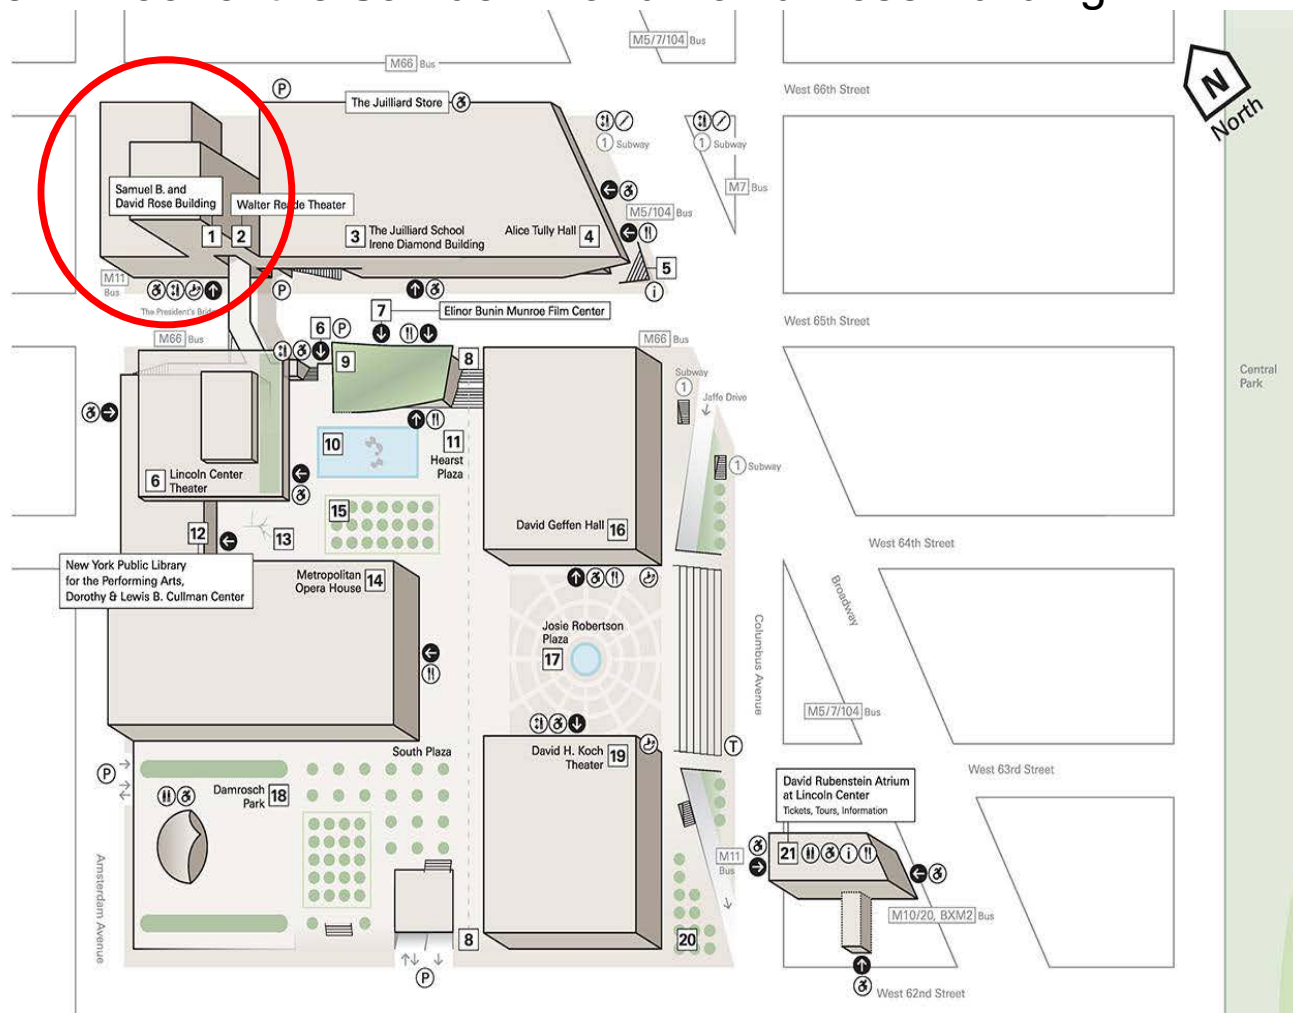 M5/7/104 Bus
M66 Bus
West 66th Street
N
North
P
The Juilliard Store
1 Subway
1 Subway
M7 Bus
Samuel B. and
David Rose Building
Walter Reade Theater
M5/104 Bus
1
2
3
The Juilliard School
Irene Diamond Building
Alice Tully Hall
4
5
M11
Bus
P
i
The President's Bridge
7
Elinor Bunin Munroe Film Center
West 65th Street
M66 Bus
6
P
M66 Bus
9
8
Subway
1
Jaffe Drive
Central
Park
10
11
Hearst
Plaza
1 Subway
6
Lincoln Center
Theater
15
12
13
David Geffen Hall
16
West 64th Street
New York Public Library
for the Performing Arts,
Dorothy & Lewis B. Cullman Center
Metropolitan
Opera House
14
Broadway
Josie Robertson
Plaza
17
Columbus Avenue
M5/7/104 Bus
South Plaza
David H. Koch
Theater
19
T
P
West 63rd Street
Damrosch
Park
18
David Rubenstein Atrium
at Lincoln Center
Tickets, Tours, Information
Amsterdam Avenue
M11
Bus
21
i
M10/20, BXM2 Bus
8
20
P
West 62nd Street